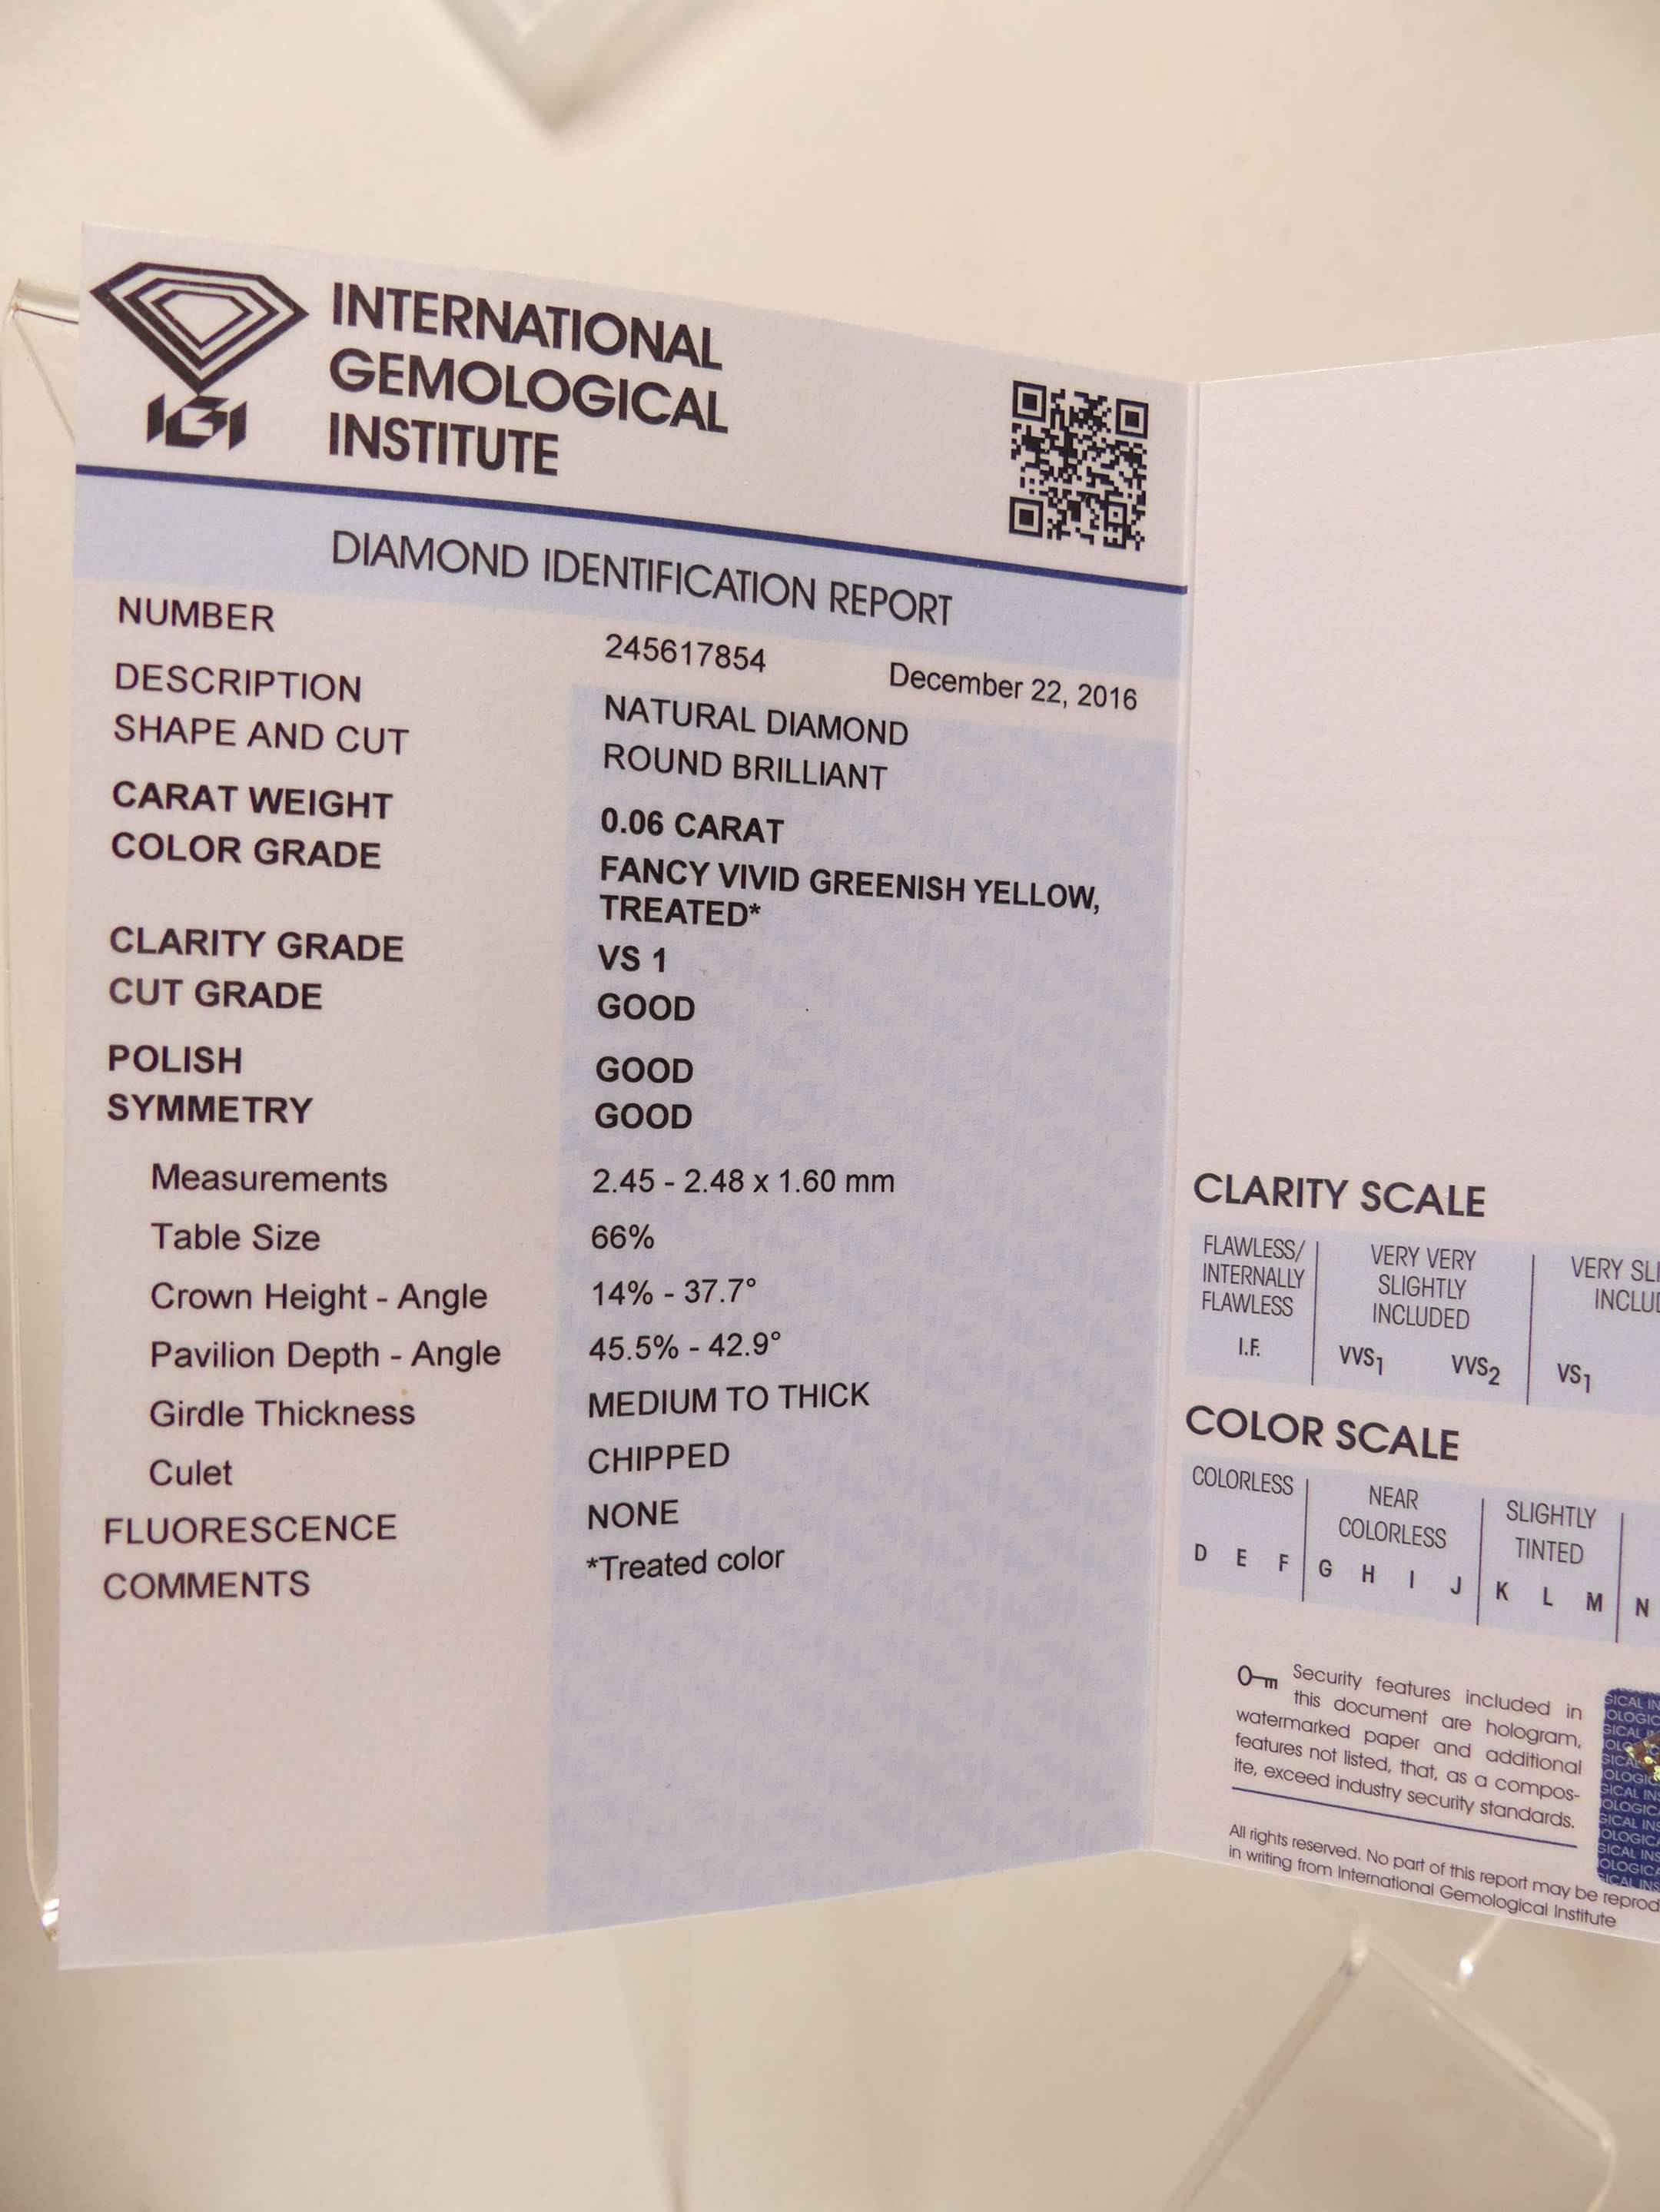 IGI
INTERNATIONAL
GEMOLOGICAL
INSTITUTE
DIAMOND IDENTIFICATION REPORT
NUMBER 245617854 December 22, 2016
DESCRIPTION NATURAL DIAMOND
SHAPE AND CUT ROUND BRILLIANT
CARAT WEIGHT 0.06 CARAT
COLOR GRADE FANCY VIVID GREENISH YELLOW,
TREATED*
CLARITY GRADE VS 1
CUT GRADE GOOD
POLISH GOOD
SYMMETRY GOOD
Measurements 2.45 - 2.48 x 1.60 mm
Table Size 66%
Crown Height - Angle 14% - 37.7°
Pavilion Depth - Angle 45.5% - 42.9°
Girdle Thickness MEDIUM TO THICK
Culet CHIPPED
FLUORESCENCE NONE
COMMENTS *Treated color
CLARITY SCALE
FLAWLESS/
INTERNALLY
FLAWLESS
I.F.
VERY VERY
SLIGHTLY
INCLUDED
VVS1 VVS2
VERY SLI
INCLU
VS1
COLOR SCALE
COLORLESS
D E F
NEAR
COLORLESS
G H I J
SLIGHTLY
TINTED
K L M
N
Security features included in
this document are hologram,
watermarked paper and additional
features not listed, that, as a compos-
ite, exceed industry security standards.
All rights reserved. No part of this report may be reprod
in writing from International Gemological Institute